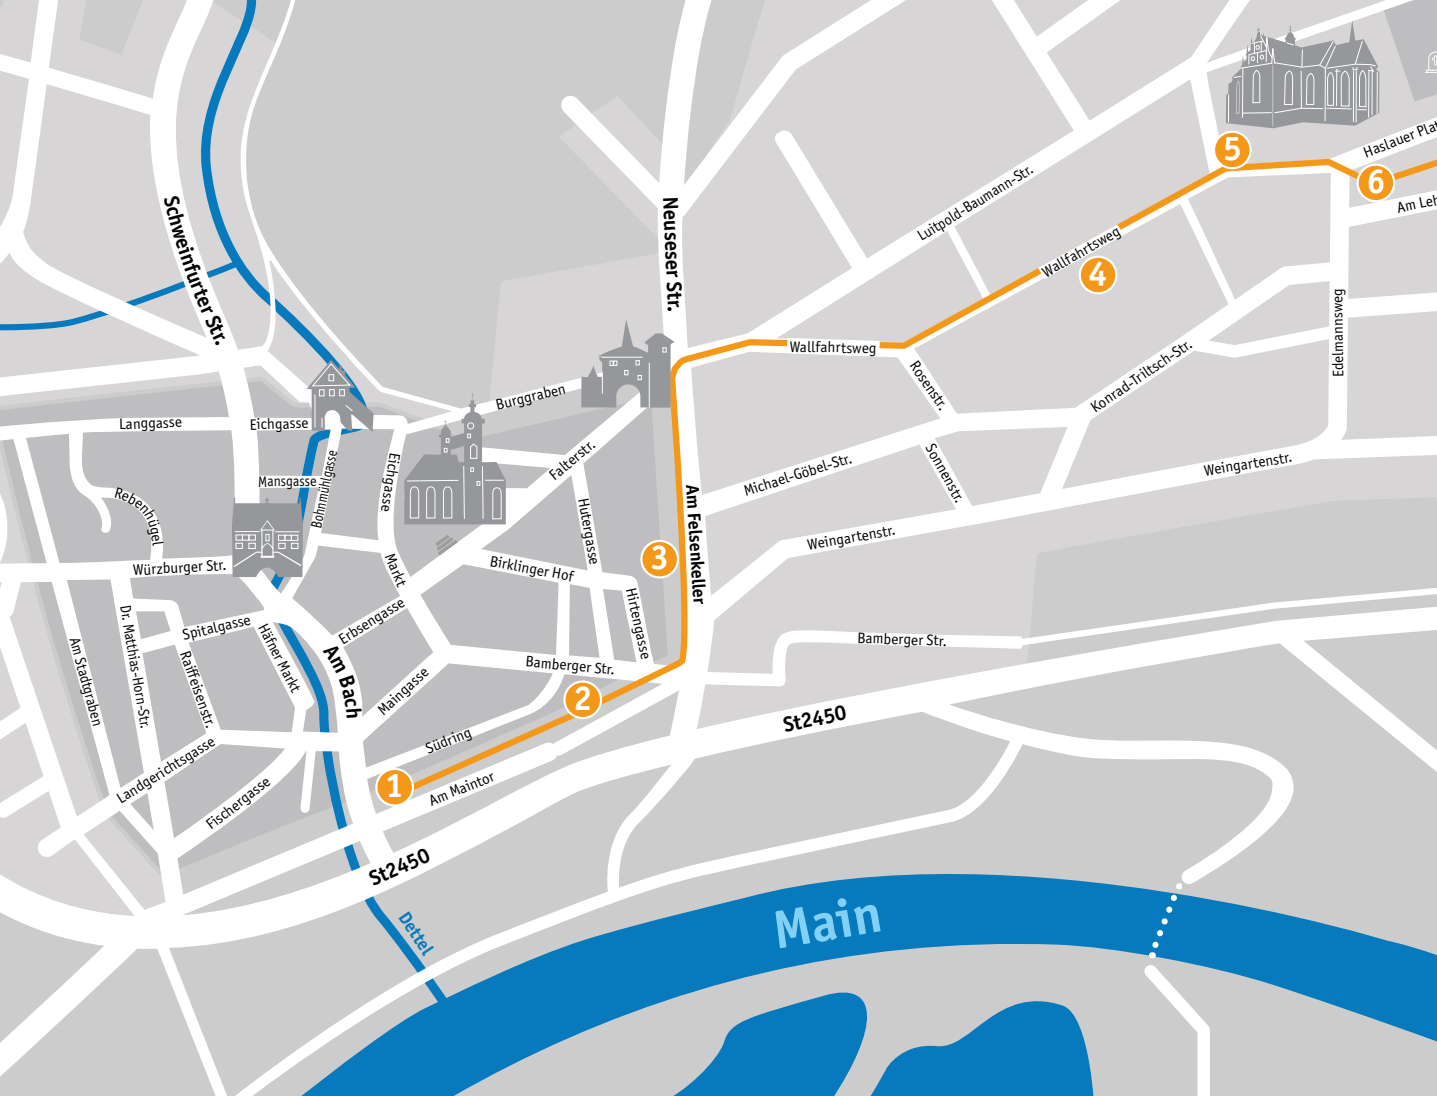 5
Haslauer Plat
6
Am Leh
Luitpold-Baumann-Str.
Schweinfurter Str.
Neuseser Str.
Wallfahrtsweg
4
Wallfahrtsweg
Edelmannsweg
Konrad-Triltsch-Str.
Rosenstr.
Burggraben
Langgasse
Eichgasse
Eichgasse
Falterstr.
Michael-Göbel-Str.
Sonnenstr.
Weingartenstr.
Mansgasse
Bohnmühlgasse
Rebenhügel
Hutergasse
Am Felsenkeller
Weingartenstr.
3
Würzburger Str.
Markt
Birklinger Hof
Hirtengasse
Erbsengasse
Dr. Matthias-Horn-Str.
Spitalgasse
Häfner Markt
Am Stadtgraben
Raiffeisenstr.
Am Bach
Bamberger Str.
Bamberger Str.
Maingasse
2
St2450
Südring
Landgerichtsgasse
1
Am Maintor
Fischergasse
St2450
Dettel
Main